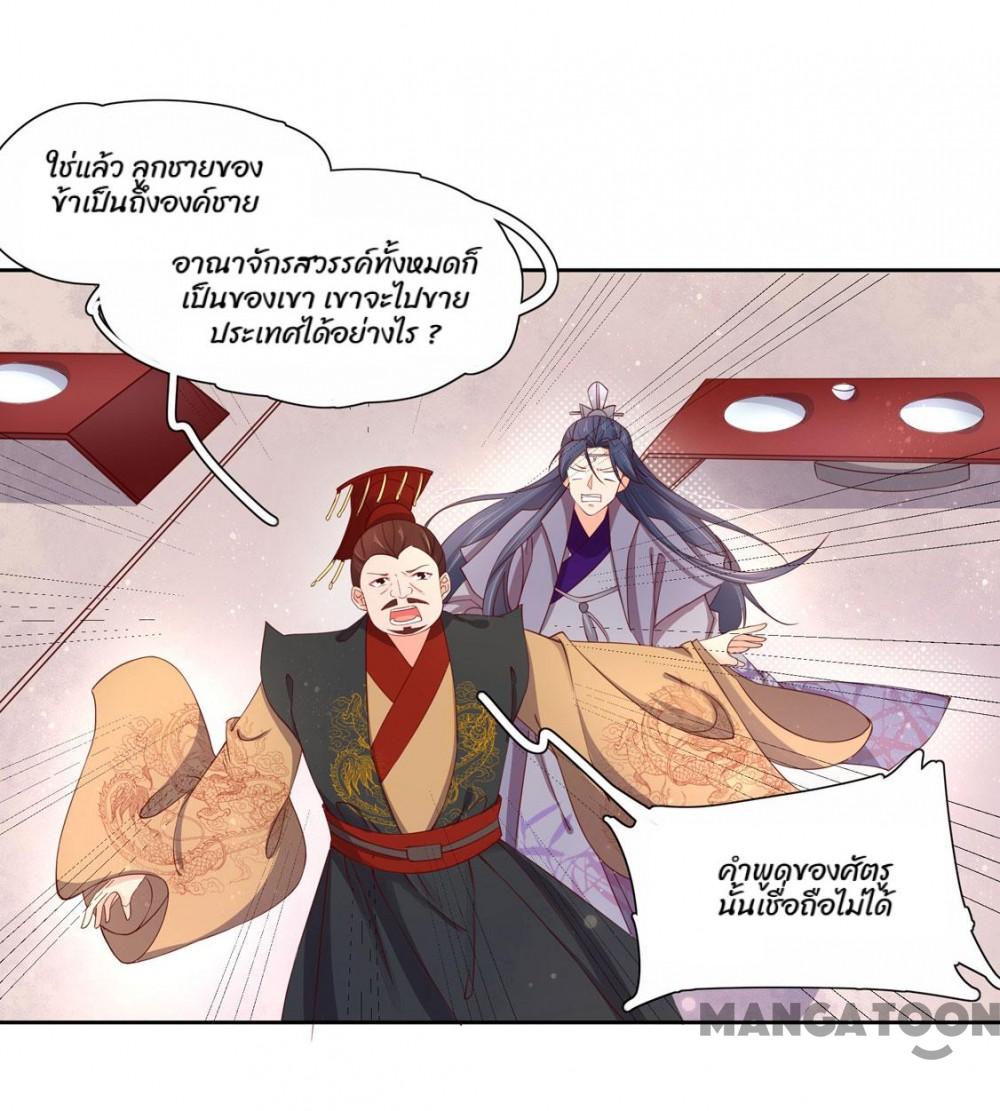 ใช่แล้ว ลูกชายของ
ข้าเป็นถึงองค์ชาย
อาณาจักรสวรรค์ทั้งหมดก็
เป็นของเขา เขาจะไปขาย
ประเทศได้อย่างไร ?
คำพูดของศัตรู
นั้นเชื่อถือไม่ได้
MANGATOON